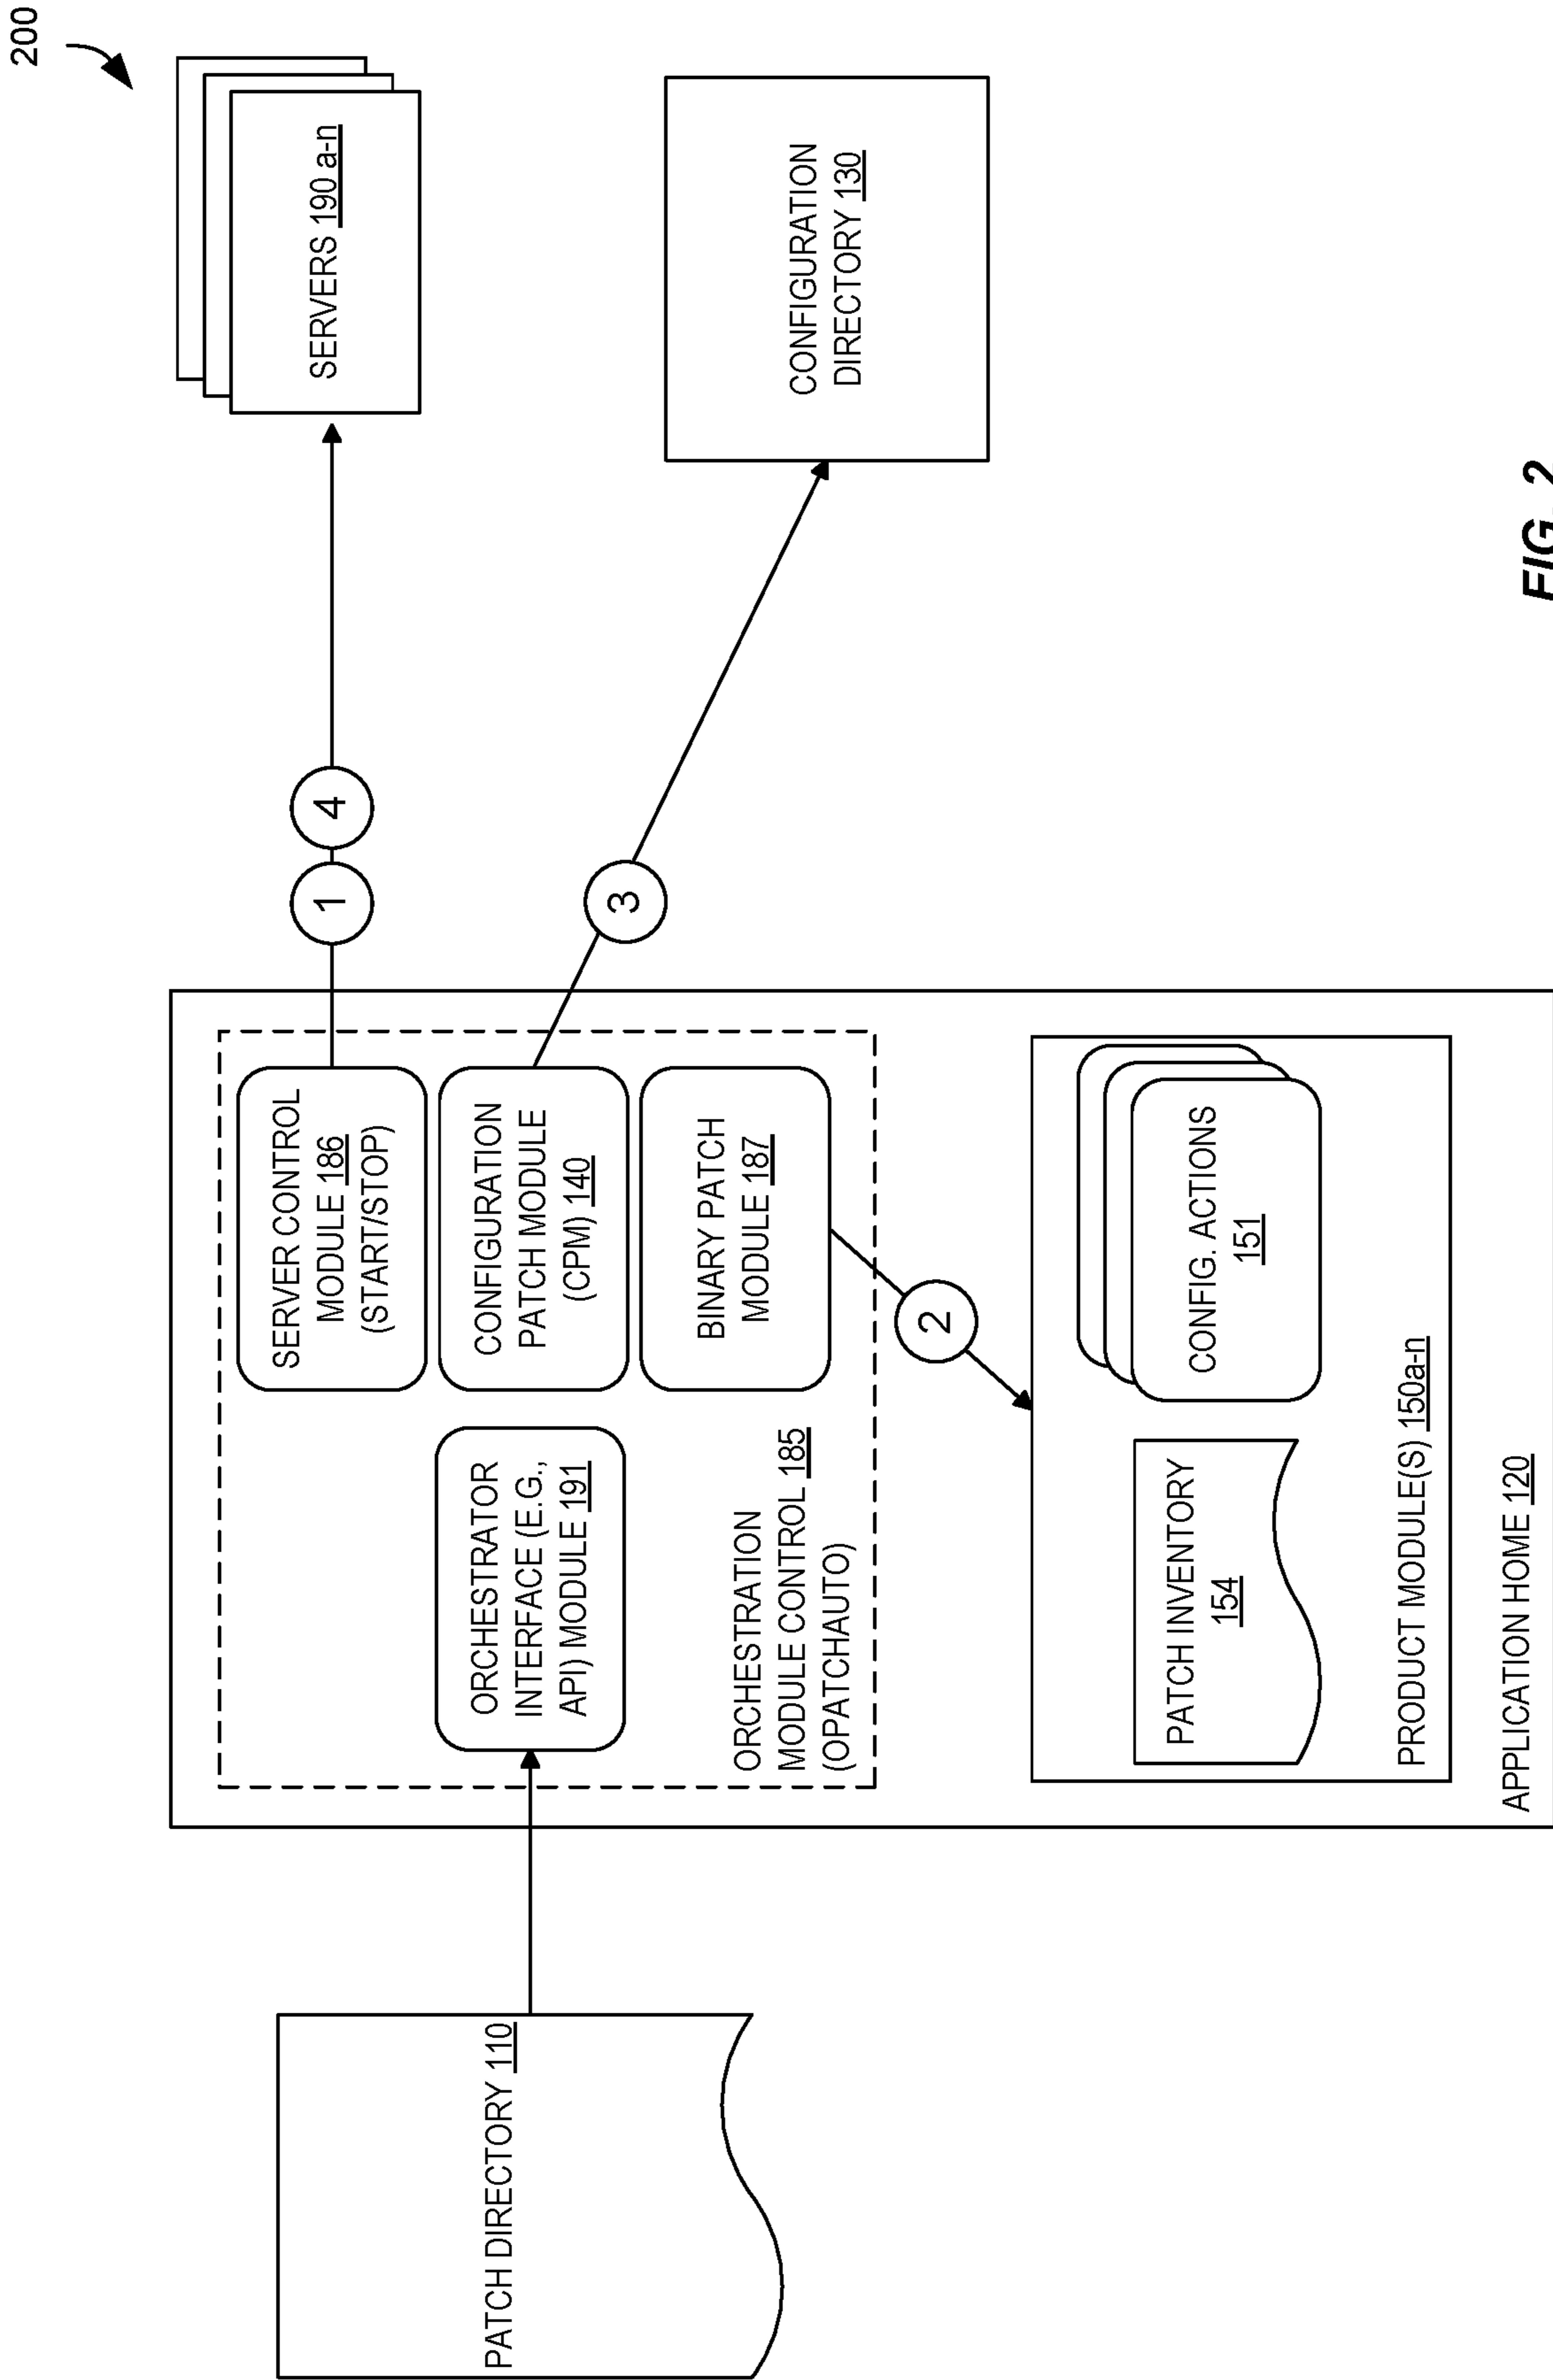 200
PATCH DIRECTORY 110
ORCHESTRATOR
INTERFACE (E.G.,
API) MODULE 191
SERVER CONTROL
MODULE 186
(START/STOP)
CONFIGURATION
PATCH MODULE
(CPM) 140
BINARY PATCH
MODULE 187
ORCHESTRATION
MODULE CONTROL 185
(OPATCHAUTO)
1
4
3
2
SERVERS 190 a-n
CONFIGURATION
DIRECTORY 130
PATCH INVENTORY
154
CONFIG. ACTIONS
151
PRODUCT MODULE(S) 150a-n
APPLICATION HOME 120
FIG. 2